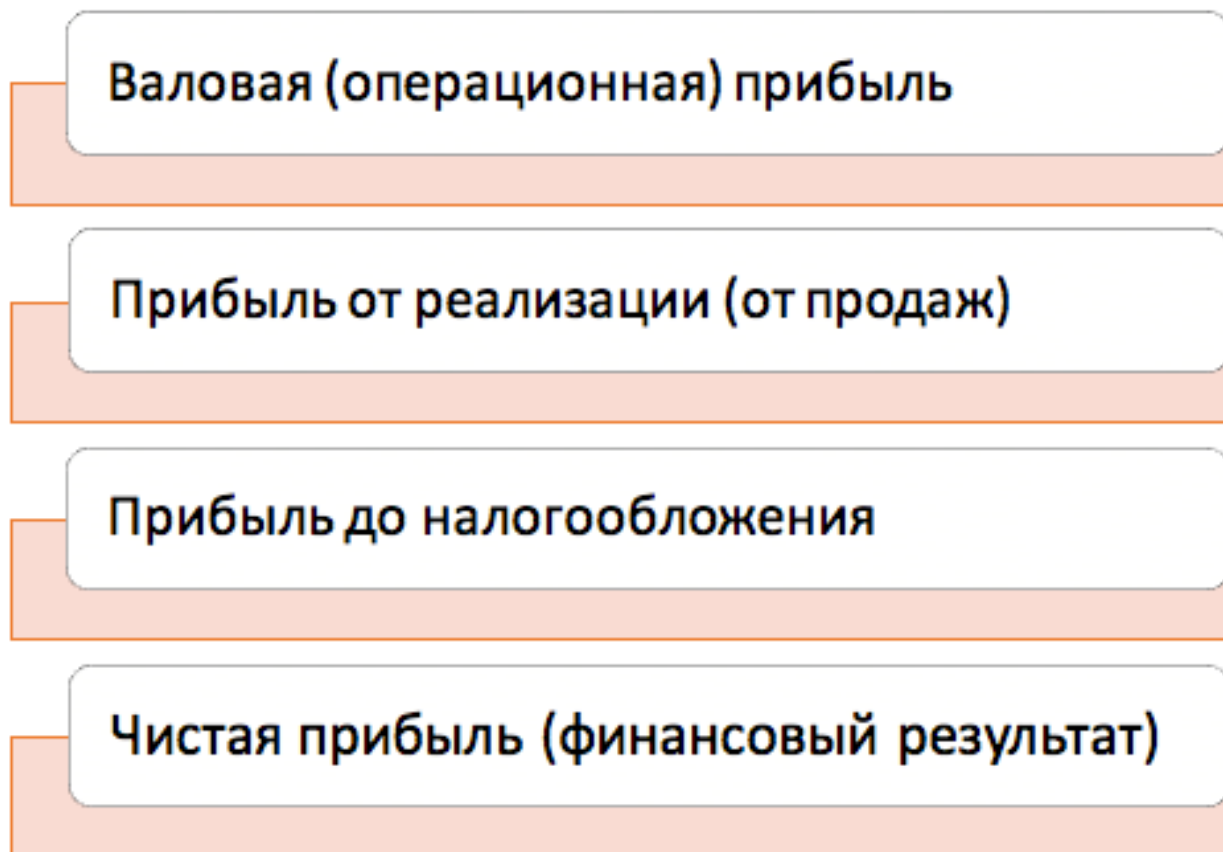 Валовая (операционная) прибыль
Прибыль от реализации (от продаж)
Прибыль до налогообложения
Чистая прибыль (финансовый результат)